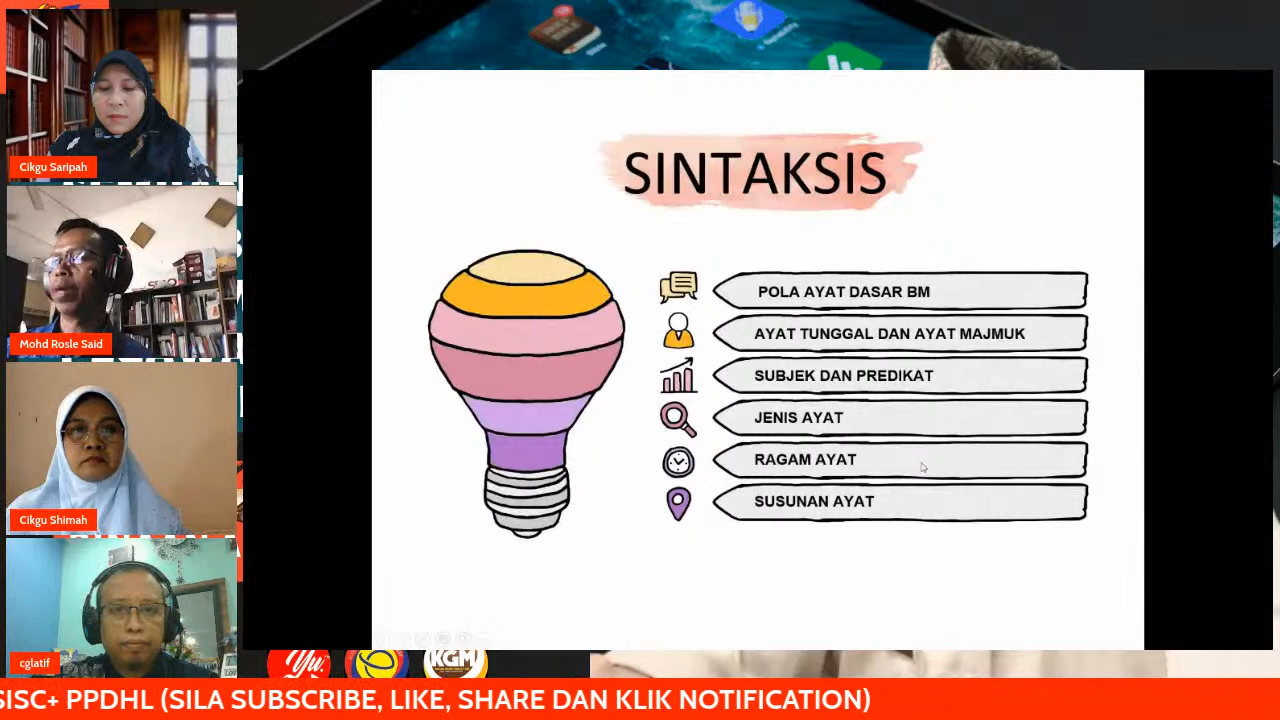 Cikgu Saripah
Mohd Rosle Said
Cikgu Shimah
cglatif
SINTAKSIS
POLA AYAT DASAR BM
AYAT TUNGGAL DAN AYAT MAJMUK
SUBJEK DAN PREDIKAT
JENIS AYAT
RAGAM AYAT
SUSUNAN AYAT
Yu.
KGM
SISC+ PPDHL (SILA SUBSCRIBE, LIKE, SHARE DAN KLIK NOTIFICATION)